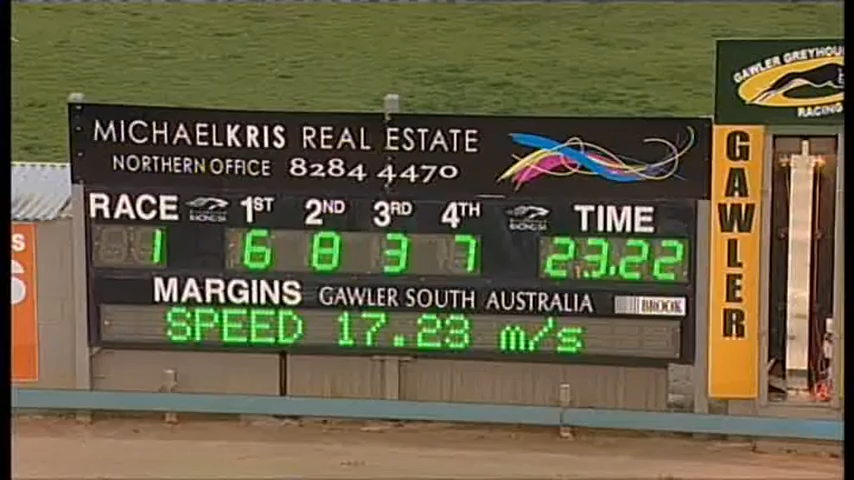 GAWLER GREYHOU
RACING
MICHAELKRIS REAL ESTATE
NORTHERN OFFICE 8284 4470
RACE 1ST 2ND 3RD 4TH TIME
1 6 8 3 7 23.22
MARGINS GAWLER SOUTH AUSTRALIA BROOK
SPEED 17.23 m/s
GAWLER
S